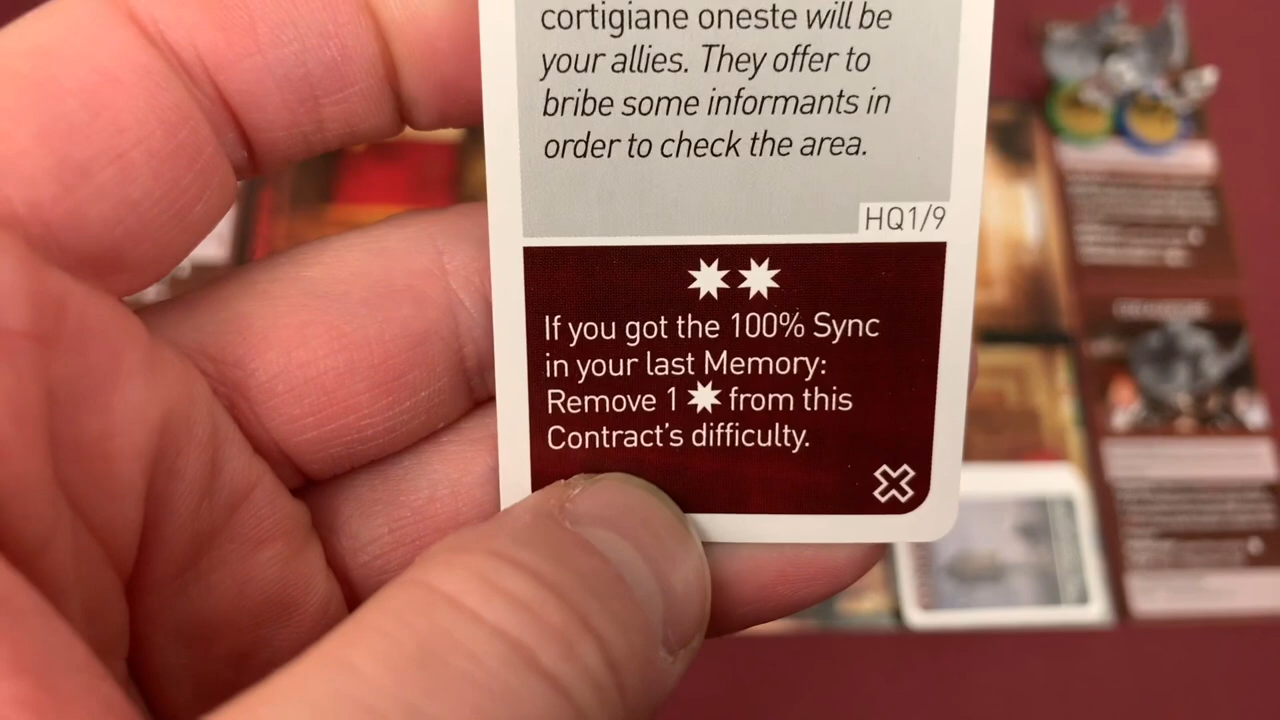 cortigiane oneste will be
your allies. They offer to
bribe some informants in
order to check the area.
HQ1/9
If you got the 100% Sync
in your last Memory:
Remove 1 from this
Contract's difficulty.